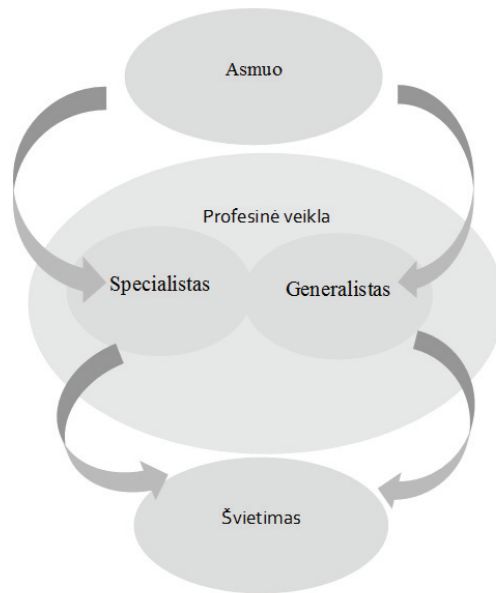 Asmuo
Profesinė veikla
Specialistas
Generalistas
Švietimas